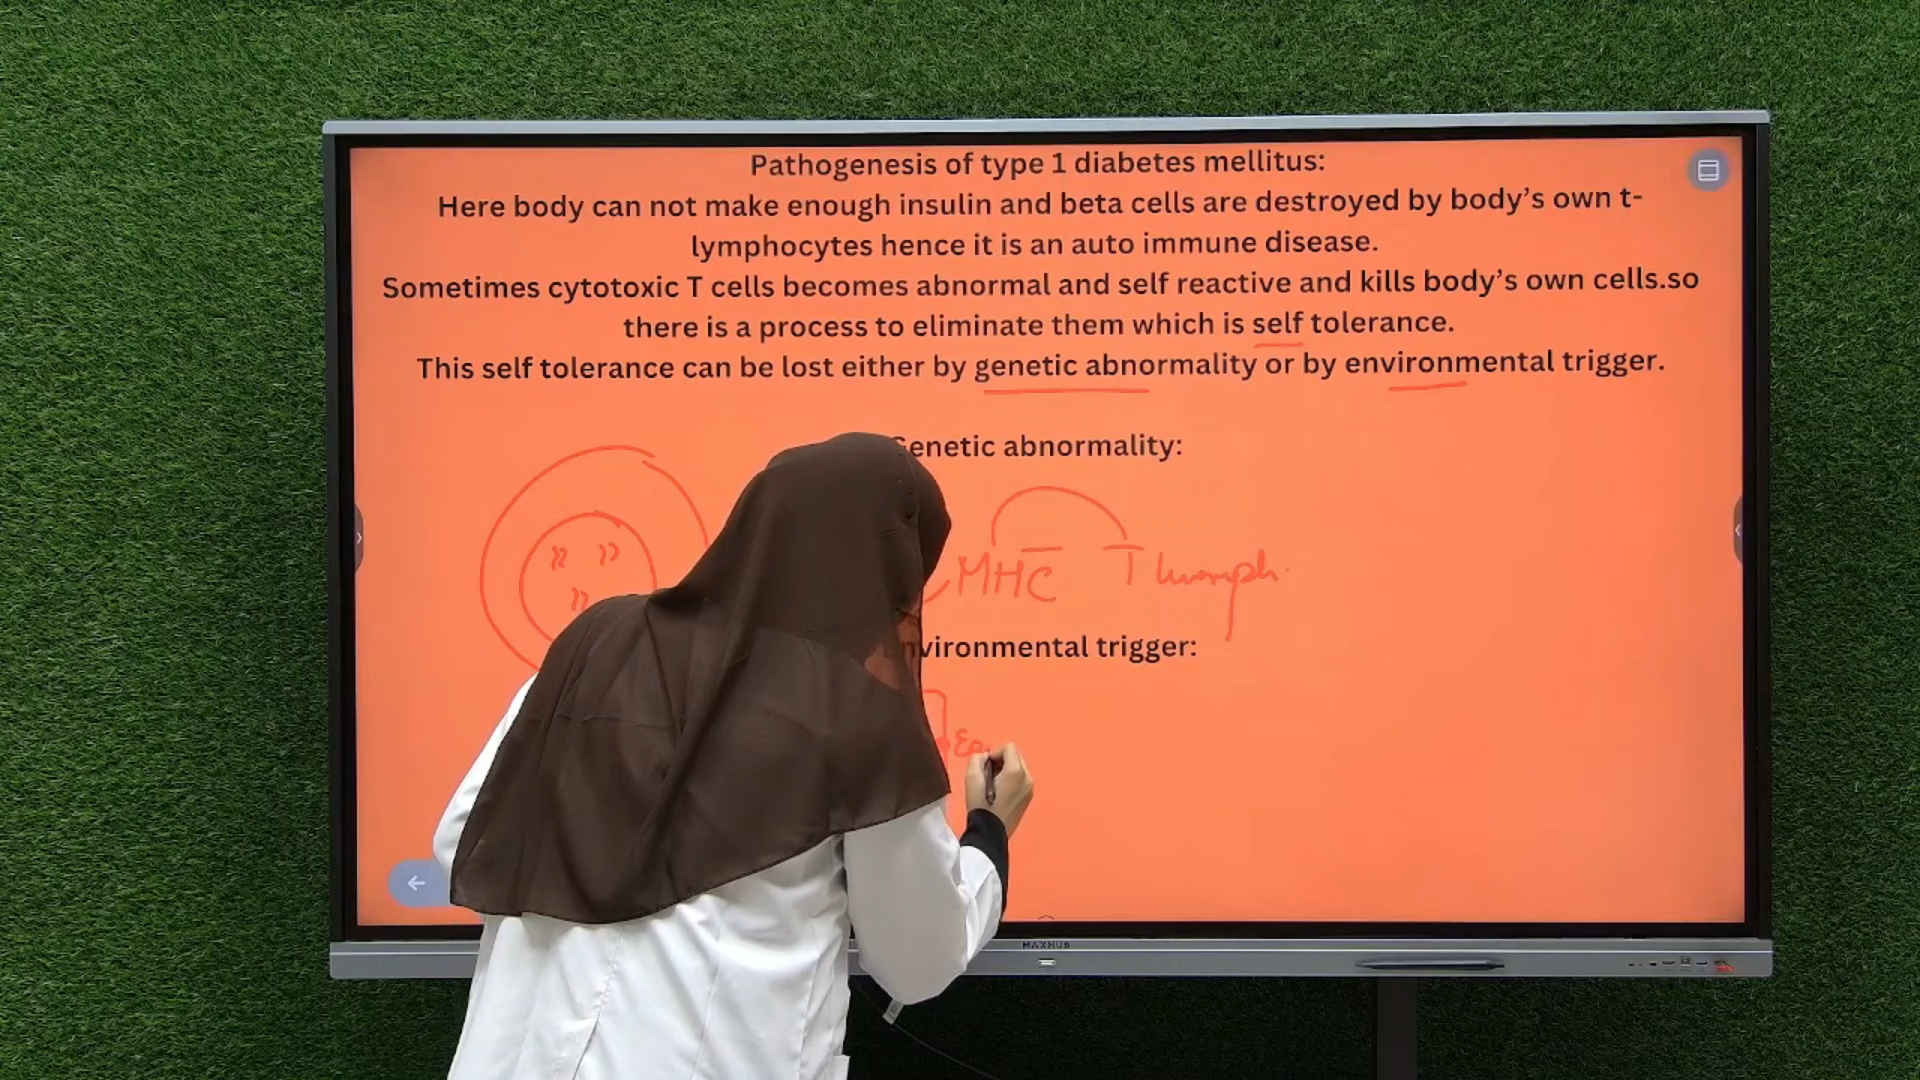 Pathogenesis of type 1 diabetes mellitus:
Here body can not make enough insulin and beta cells are destroyed by body’s own t-
lymphocytes hence it is an auto immune disease.
Sometimes cytotoxic T cells becomes abnormal and self reactive and kills body’s own cells.so
there is a process to eliminate them which is self tolerance.
This self tolerance can be lost either by genetic abnormality or by environmental trigger.
Genetic abnormality:
MHC T
nvironmental trigger:
MAXHUB